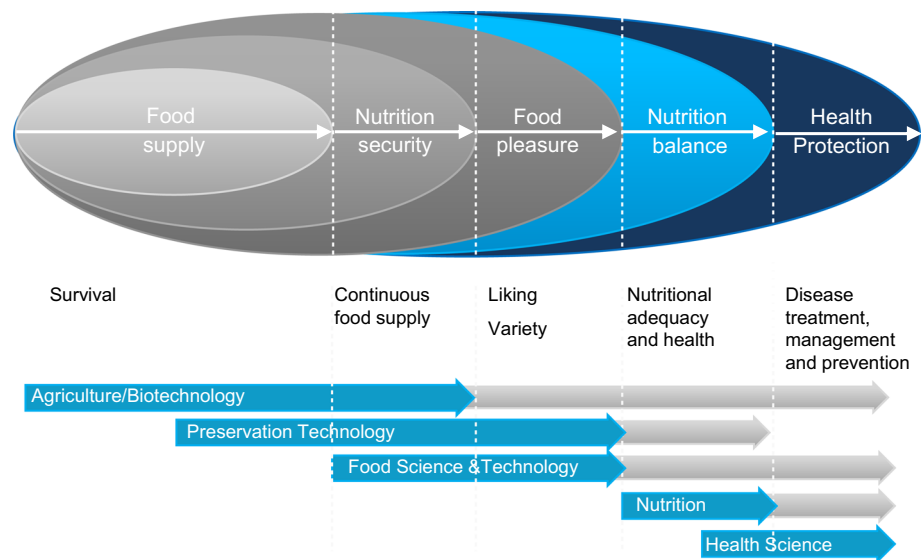 Food
supply
Nutrition
security
Food
pleasure
Nutrition
balance
Health
Protection
Survival
Continuous
food supply
Liking
Variety
Nutritional
adequacy
and health
Disease
treatment,
management
and prevention
Agriculture/Biotechnology
Preservation Technology
Food Science &Technology
Nutrition
Health Science